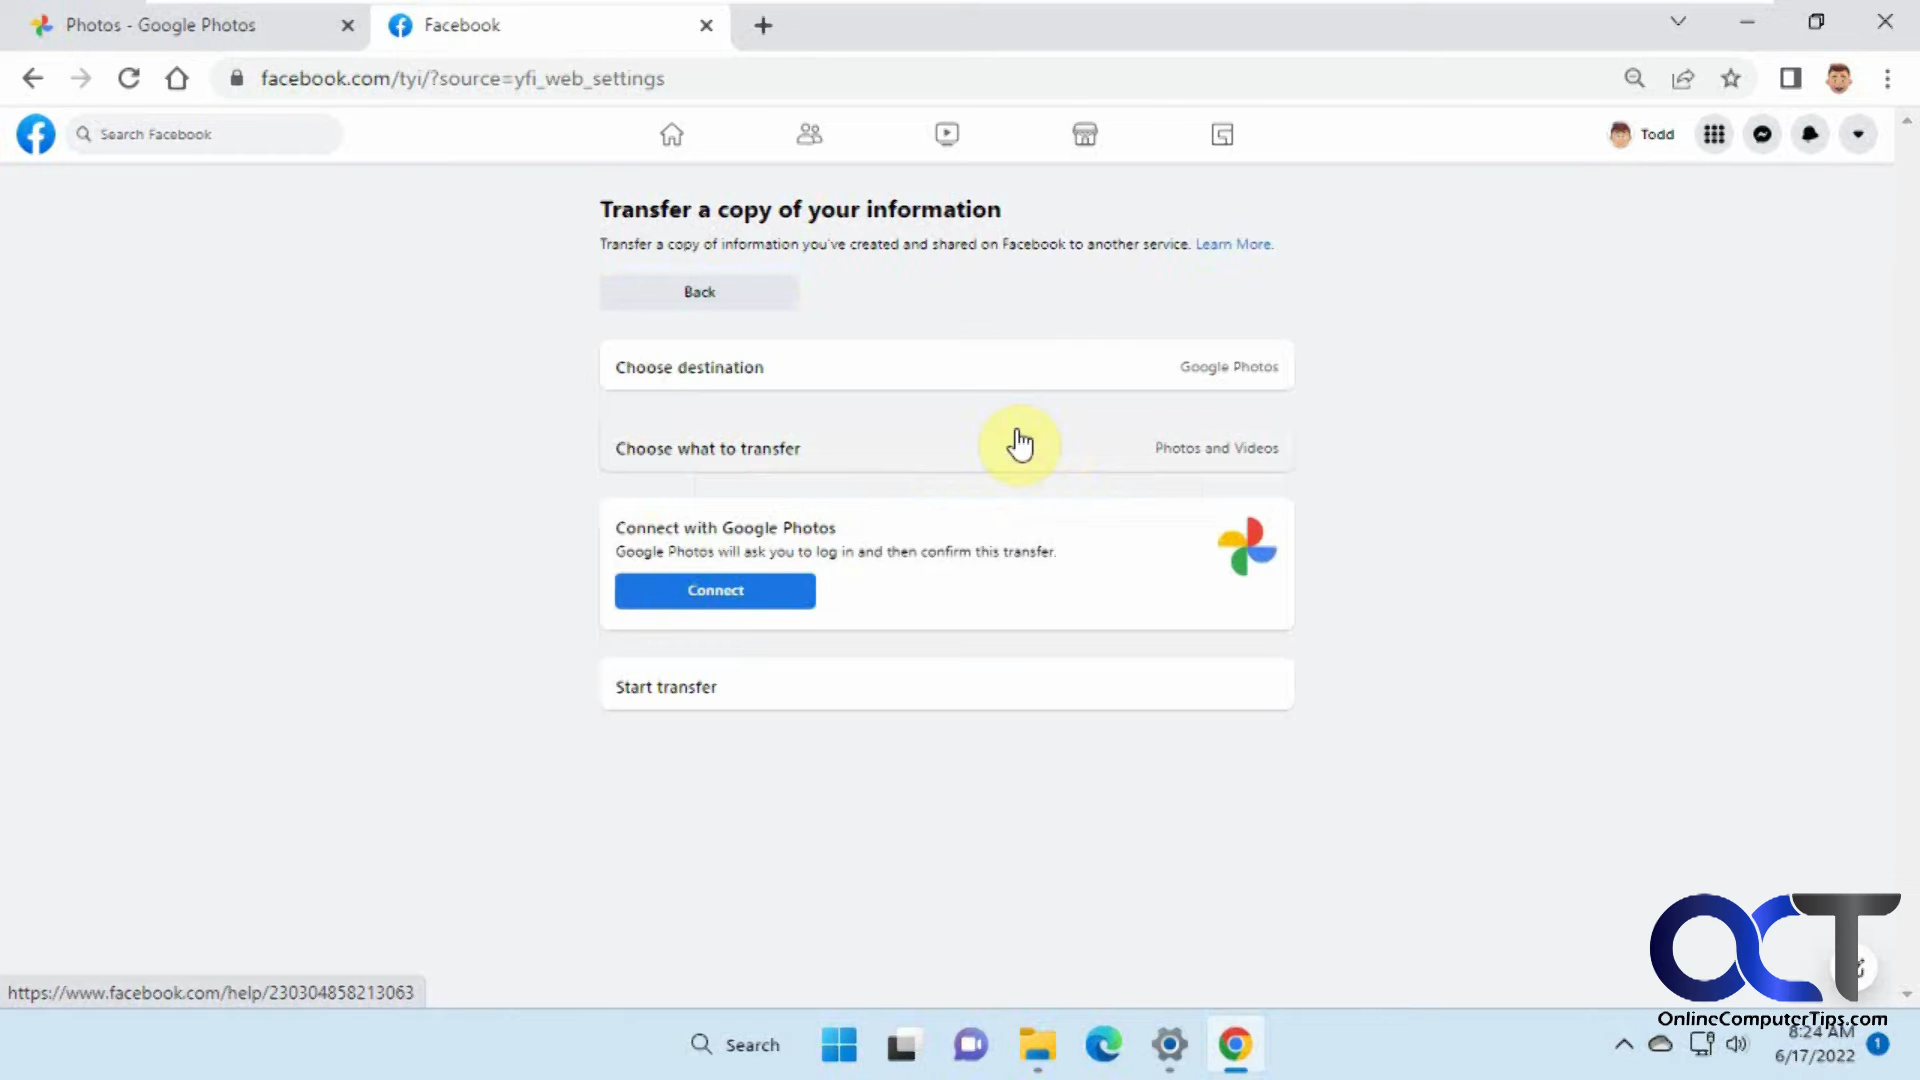 Photos - Google Photos
Facebook
facebook.com/tyi/?source=yfi_web_settings
Search Facebook
Todd
Transfer a copy of your information
Transfer a copy of information you've created and shared on Facebook to another service. Learn More.
Back
Choose destination
Google Photos
Choose what to transfer
Photos and Videos
Connect with Google Photos
Google Photos will ask you to log in and then confirm this transfer.
Connect
Start transfer
OCT
OnlineComputerTips.com
https://www.facebook.com/help/230304858213063
Search
8:24 AM
6/17/2022
1